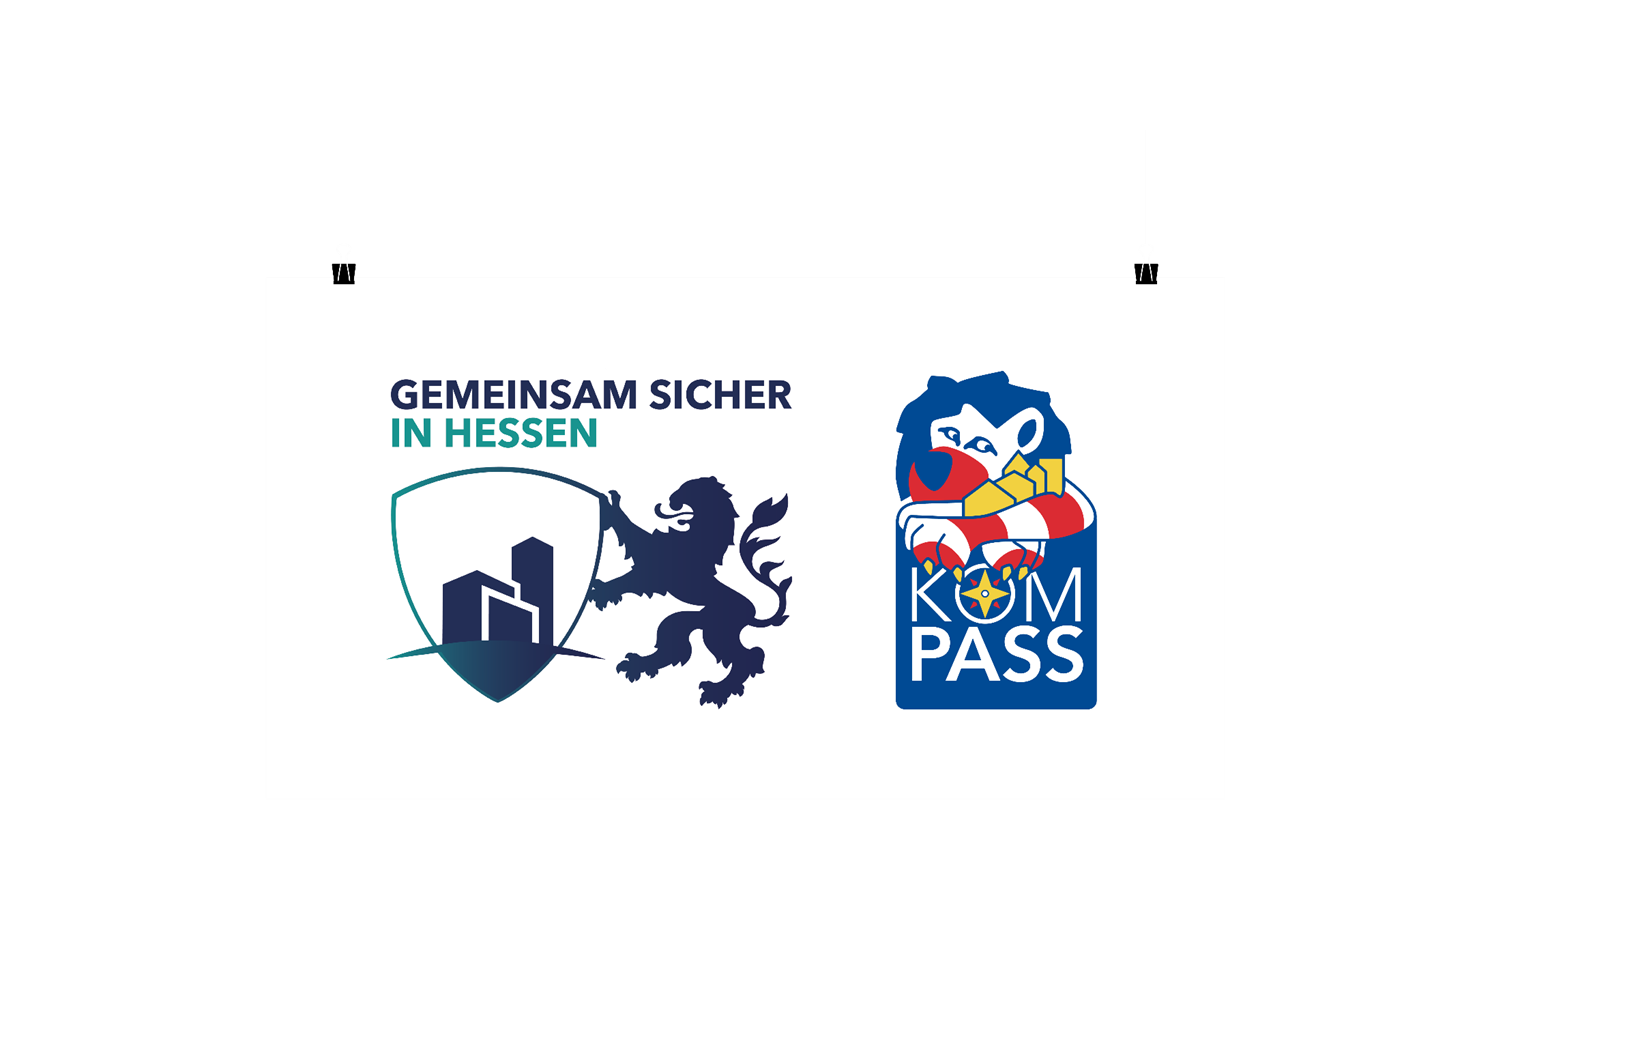 GEMEINSAM SICHER
IN HESSEN
KOM
PASS